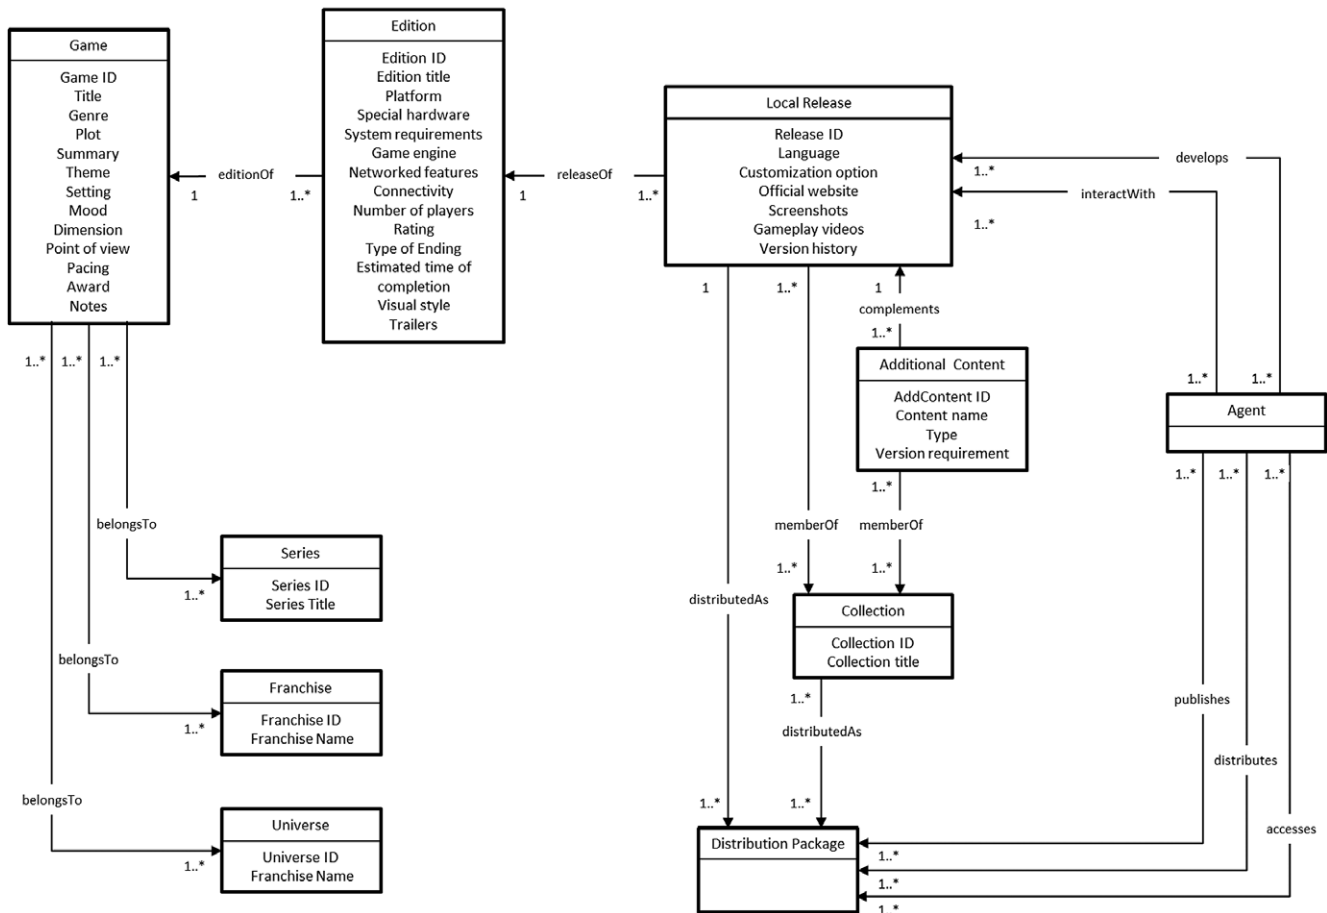 Game
Game ID
Title
Genre
Plot
Summary
Theme
Setting
Mood
Dimension
Point of view
Pacing
Award
Notes
editionOf
1
1..*
Edition
Edition ID
Edition title
Platform
Special hardware
System requirements
Game engine
Networked features
Connectivity
Number of players
Rating
Type of Ending
Estimated time of
completion
Visual style
Trailers
releaseOf
1
1..*
Local Release
Release ID
Language
Customization option
Official website
Screenshots
Gameplay videos
Version history
develops
1..*
interactWith
1..*
1
1..*
1
complements
1..*
Additional Content
AddContent ID
Content name
Type
Version requirement
1..*
1..*
1..*
Agent
1..*
1..*
1..*
1..*
1..*
1..*
belongsTo
Series
Series ID
Series Title
1..*
belongsTo
Franchise
Franchise ID
Franchise Name
1..*
belongsTo
Universe
Universe ID
Franchise Name
1..*
memberOf
memberOf
1..*
1..*
distributedAs
Collection
Collection ID
Collection title
1..*
distributedAs
1..*
1..*
Distribution Package
publishes
distributes
accesses
1..*
1..*
1..*